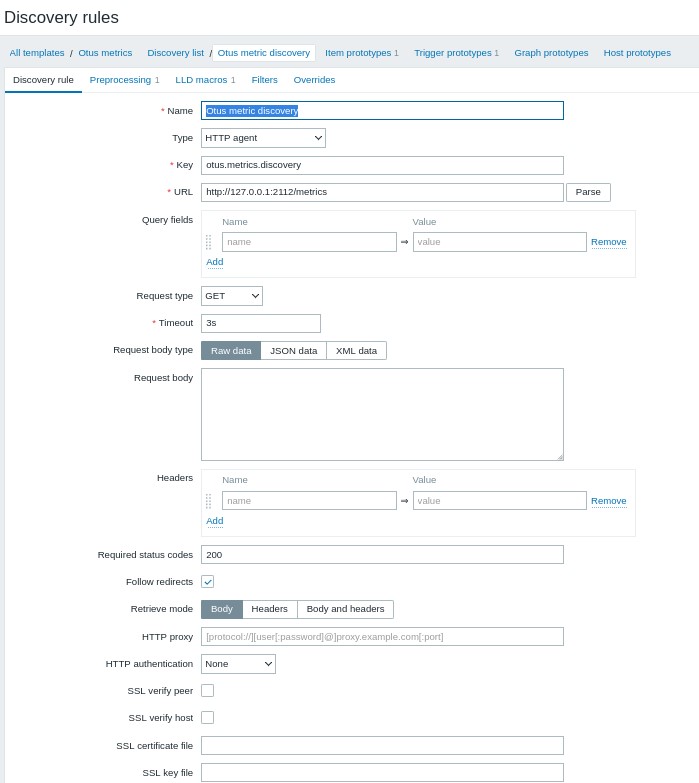 Discovery rules
All templates / Otus metrics Discovery list / Otus metric discovery Item prototypes 1 Trigger prototypes 1 Graph prototypes Host prototypes
Discovery rule Preprocessing 1 LLD macros 1 Filters Overrides
* Name Otus metric discovery
Type HTTP agent
* Key otus.metrics.discovery
* URL http://127.0.0.1:2112/metrics Parse
Query fields Name Value
name ⇒ value Remove
Add
Request type GET
* Timeout 3s
Request body type Raw data JSON data XML data
Request body
Headers Name Value
name ⇒ value Remove
Add
Required status codes 200
Follow redirects
Retrieve mode Body Headers Body and headers
HTTP proxy [protocol://][user[:password]@]proxy.example.com[:port]
HTTP authentication None
SSL verify peer
SSL verify host
SSL certificate file
SSL key file